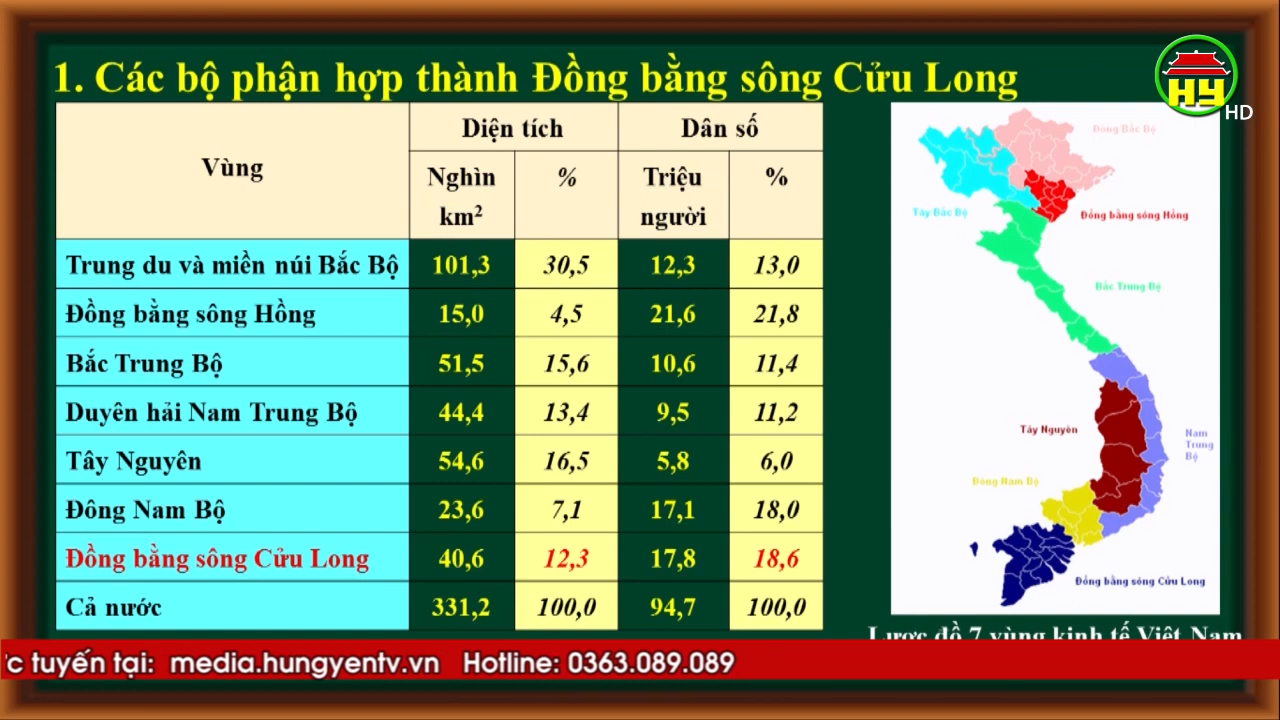 1. Các bộ phận hợp thành Đồng bằng sông Cửu Long
HY
HD
Vùng Diện tích Dân số
Nghìn km² % Triệu người %
Trung du và miền núi Bắc Bộ 101,3 30,5 12,3 13,0
Đồng bằng sông Hồng 15,0 4,5 21,6 21,8
Bắc Trung Bộ 51,5 15,6 10,6 11,4
Duyên hải Nam Trung Bộ 44,4 13,4 9,5 11,2
Tây Nguyên 54,6 16,5 5,8 6,0
Đông Nam Bộ 23,6 7,1 17,1 18,0
Đồng bằng sông Cửu Long 40,6 12,3 17,8 18,6
Cả nước 331,2 100,0 94,7 100,0
Đông Bắc Bộ
Tây Bắc Bộ
Đồng bằng sông Hồng
Bắc Trung Bộ
Tây Nguyên
Nam
Trung
Bộ
Đông Nam Bộ
Đồng bằng sông Cửu Long
Lược đồ 7 vùng kinh tế Việt Nam
tuyến tại: media.hungyentv.vn Hotline: 0363.089.089